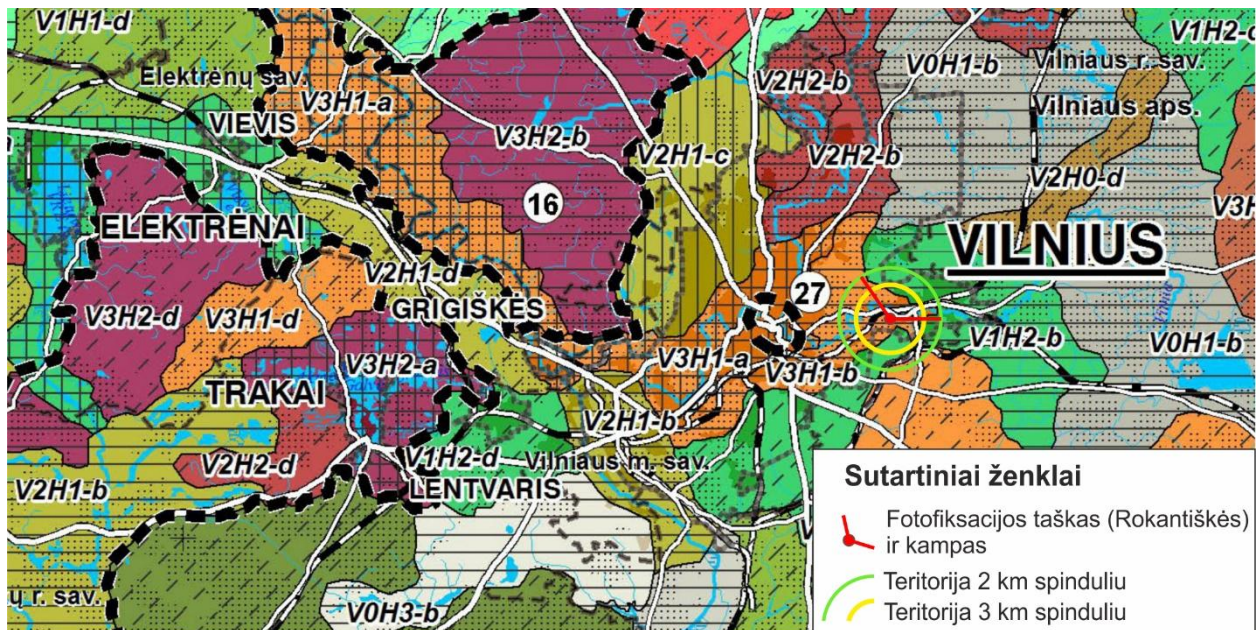 V1H1-d
Elektrėnų sav.
V3H1-a
VIEVIS
V3H2-b
16
V2H1-c
V2H2-b
V0H1-b
V1H2-c
Vilniaus r. sav.
Vilniaus aps.
V2H2-b
V2H0-d
ELEKTRĖNAI
V2H1-d
GRIGIŠKĖS
V3H2-d
V3H1-d
VILNIUS
27
V3H2-a
V3H1-a
V3H1-b
V1H2-b
V0H1-b
TRAKAI
V2H1-b
V2H2-d
V1H2-d
Vilniaus m. sav.
LENTVARIS
V2H1-b
V0H3-b
r. sav.
Sutartiniai ženklai
Fotofiksacijos taškas (Rokantiškės)
ir kampas
Teritorija 2 km spinduliu
Teritorija 3 km spinduliu